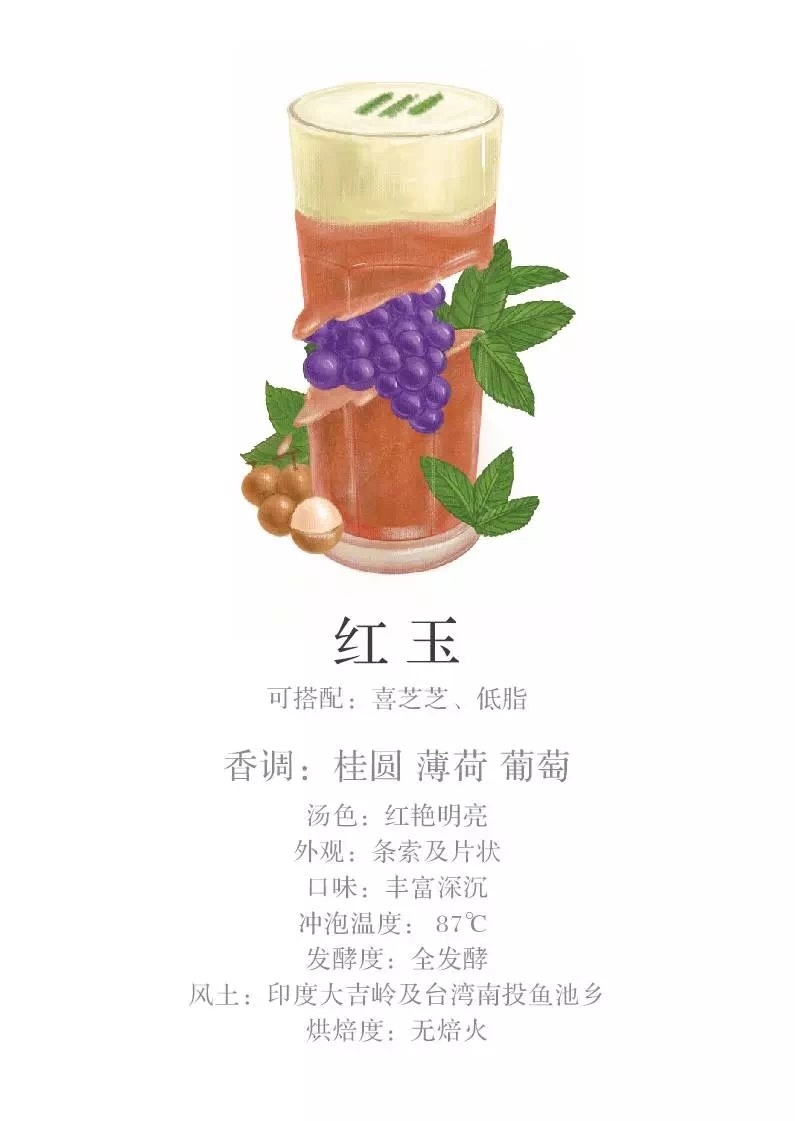 红玉
可搭配：喜芝芝、低脂
香调：桂圆 薄荷 葡萄
汤色：红艳明亮
外观：条索及片状
口味：丰富深沉
冲泡温度：87℃
发酵度：全发酵
风土：印度大吉岭及台湾南投鱼池乡
烘焙度：无焙火